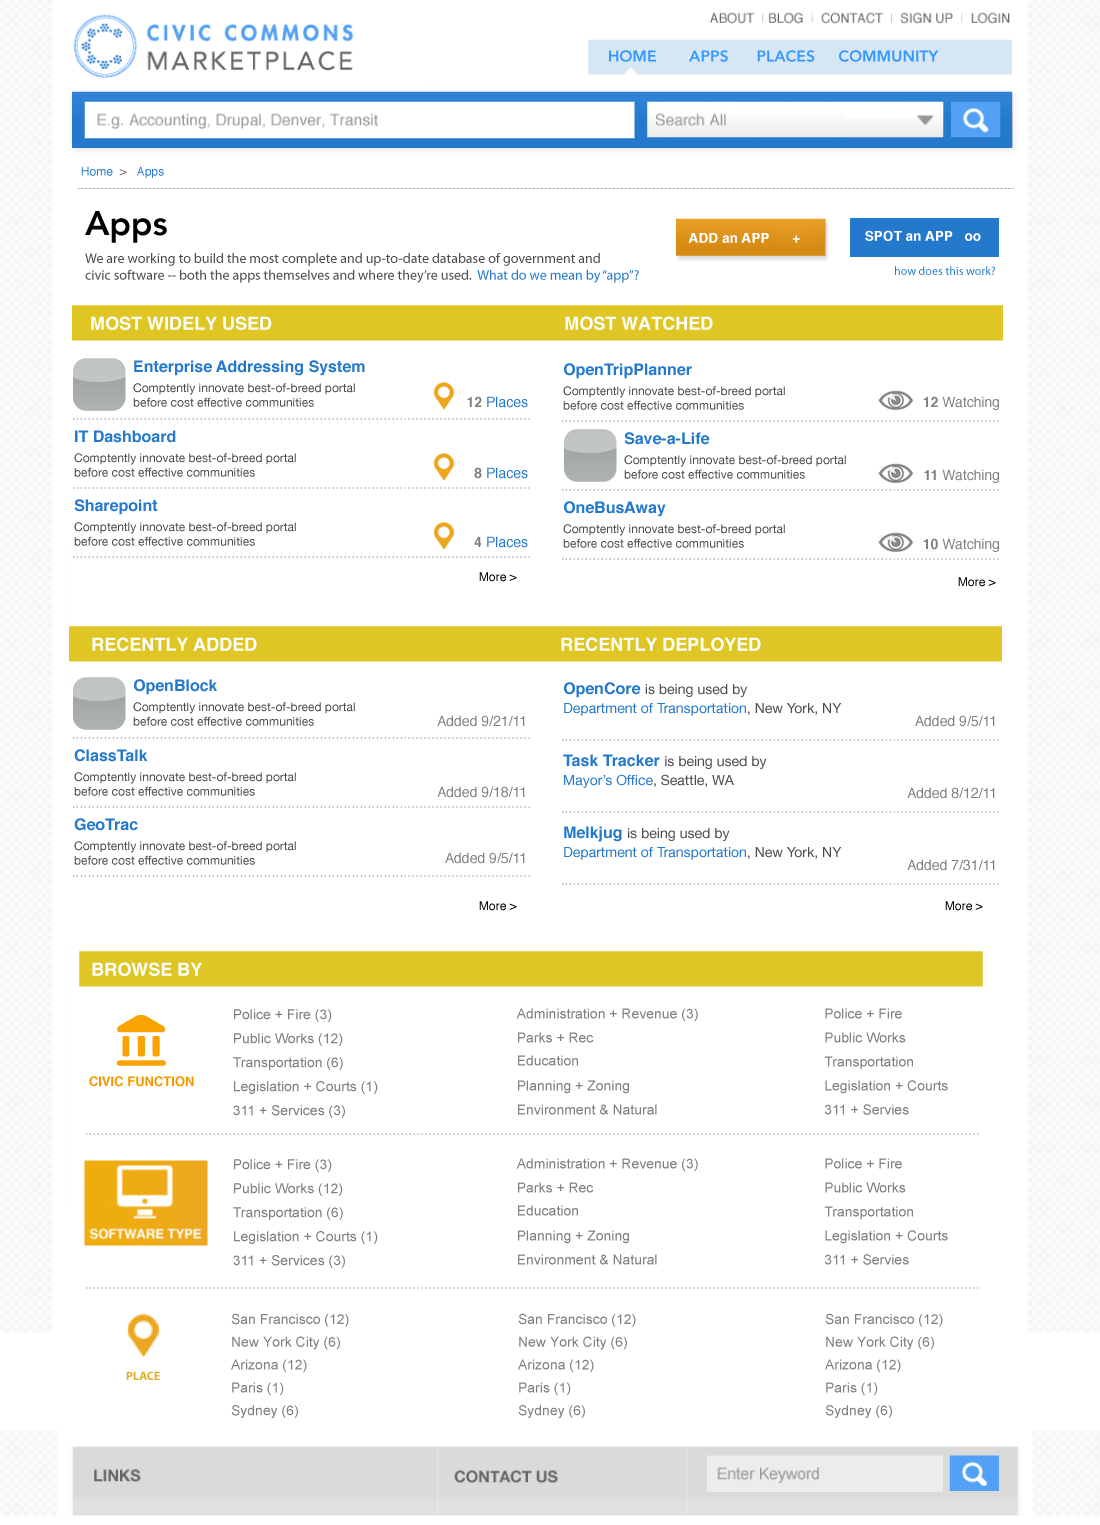 CIVIC COMMONS
MARKETPLACE
ABOUT | BLOG | CONTACT | SIGN UP | LOGIN
HOME APPS PLACES COMMUNITY
E.g. Accounting, Drupal, Denver, Transit
Search All
Home > Apps
Apps
We are working to build the most complete and up-to-date database of government and
civic software -- both the apps themselves and where they're used. What do we mean by "app"?
ADD an APP +
SPOT an APP oo
how does this work?
MOST WIDELY USED
Enterprise Addressing System
Comptently innovate best-of-breed portal
before cost effective communities
12 Places
IT Dashboard
Comptently innovate best-of-breed portal
before cost effective communities
8 Places
Sharepoint
Comptently innovate best-of-breed portal
before cost effective communities
4 Places
More >
MOST WATCHED
OpenTripPlanner
Comptently innovate best-of-breed portal
before cost effective communities
12 Watching
Save-a-Life
Comptently innovate best-of-breed portal
before cost effective communities
11 Watching
OneBusAway
Comptently innovate best-of-breed portal
before cost effective communities
10 Watching
More >
RECENTLY ADDED
OpenBlock
Comptently innovate best-of-breed portal
before cost effective communities
Added 9/21/11
ClassTalk
Comptently innovate best-of-breed portal
before cost effective communities
Added 9/18/11
GeoTrac
Comptently innovate best-of-breed portal
before cost effective communities
Added 9/5/11
More >
RECENTLY DEPLOYED
OpenCore is being used by
Department of Transportation, New York, NY
Added 9/5/11
Task Tracker is being used by
Mayor's Office, Seattle, WA
Added 8/12/11
Melkjug is being used by
Department of Transportation, New York, NY
Added 7/31/11
More >
BROWSE BY
CIVIC FUNCTION
Police + Fire (3)
Public Works (12)
Transportation (6)
Legislation + Courts (1)
311 + Services (3)
Administration + Revenue (3)
Parks + Rec
Education
Planning + Zoning
Environment & Natural
Police + Fire
Public Works
Transportation
Legislation + Courts
311 + Servies
SOFTWARE TYPE
Police + Fire (3)
Public Works (12)
Transportation (6)
Legislation + Courts (1)
311 + Services (3)
Administration + Revenue (3)
Parks + Rec
Education
Planning + Zoning
Environment & Natural
Police + Fire
Public Works
Transportation
Legislation + Courts
311 + Servies
PLACE
San Francisco (12)
New York City (6)
Arizona (12)
Paris (1)
Sydney (6)
San Francisco (12)
New York City (6)
Arizona (12)
Paris (1)
Sydney (6)
San Francisco (12)
New York City (6)
Arizona (12)
Paris (1)
Sydney (6)
LINKS
CONTACT US
Enter Keyword